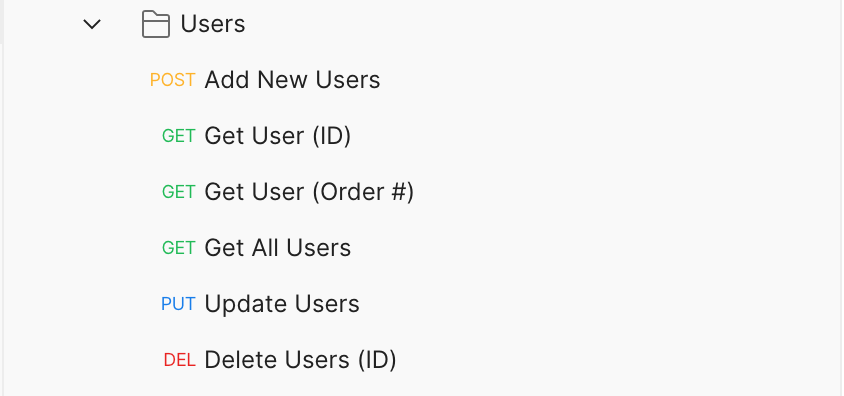 Users
POST Add New Users
GET Get User (ID)
GET Get User (Order #)
GET Get All Users
PUT Update Users
DEL Delete Users (ID)